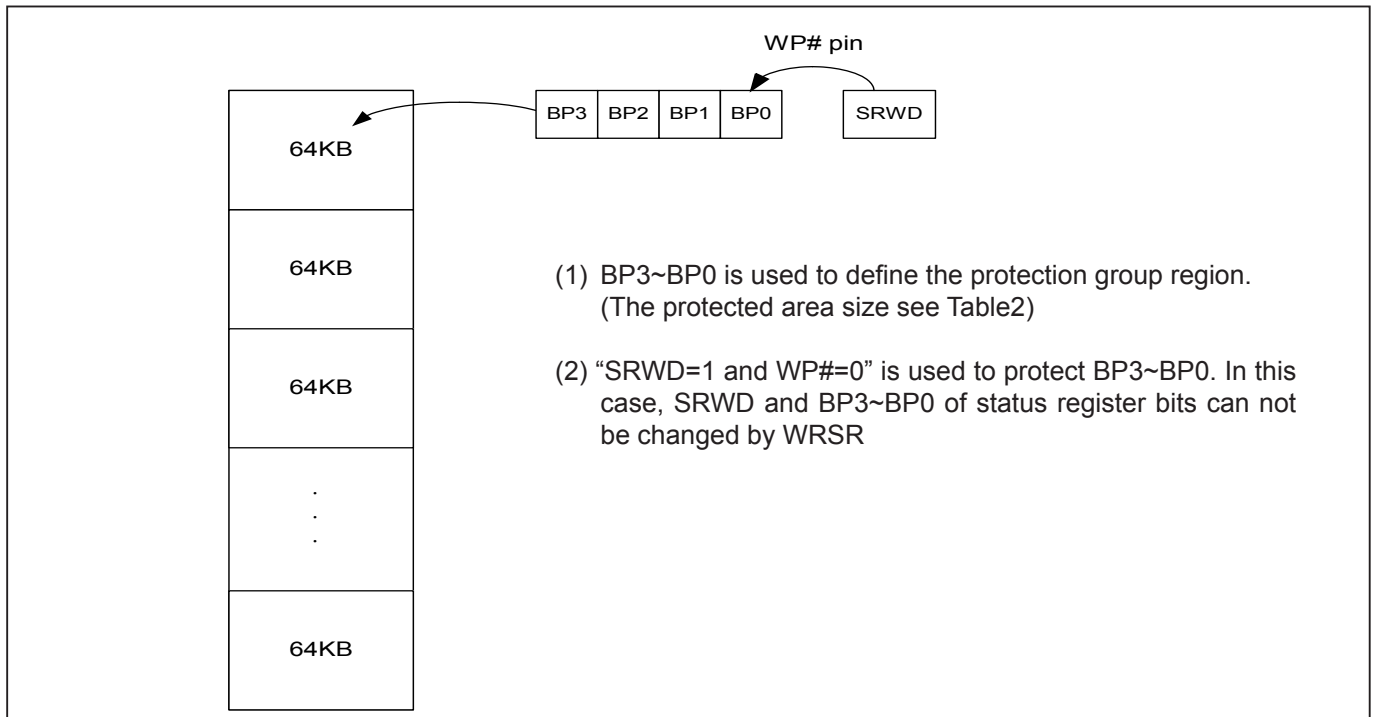 WP# pin
BP3 BP2 BP1 BP0 SRWD
64KB
64KB
(1) BP3~BP0 is used to define the protection group region.
(The protected area size see Table2)
64KB
(2) “SRWD=1 and WP#=0” is used to protect BP3~BP0. In this
case, SRWD and BP3~BP0 of status register bits can not
be changed by WRSR
.
.
.
64KB